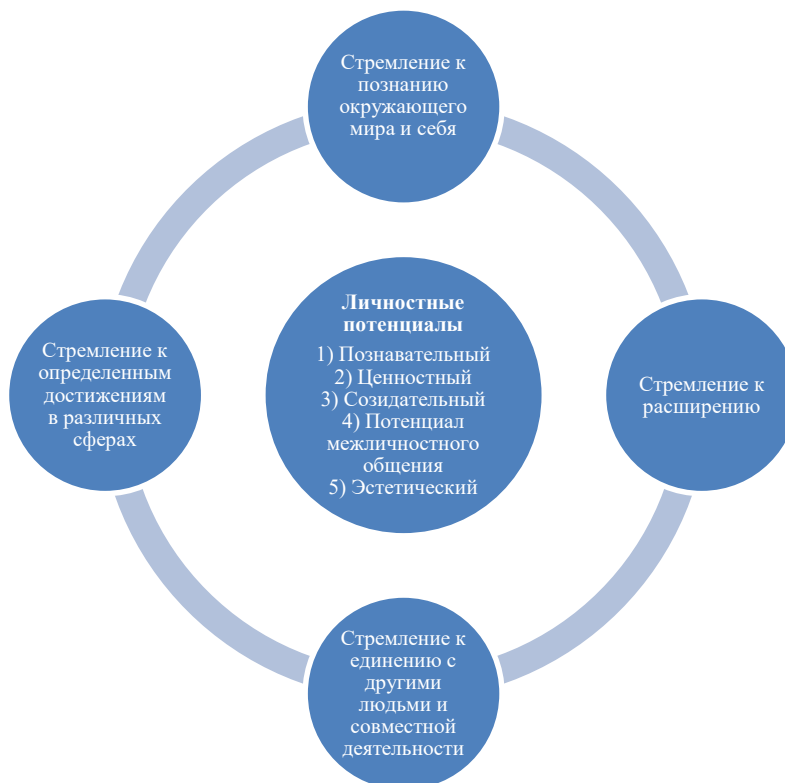 Стремление к
познанию
окружающего
мира и себя
Личностные
потенциалы
1) Познавательный
2) Ценностный
3) Созидательный
4) Потенциал
межличностного
общения
5) Эстетический
Стремление к
определенным
достижениям
в различных
сферах
Стремление к
расширению
Стремление к
единению с
другими
людьми и
совместной
деятельности